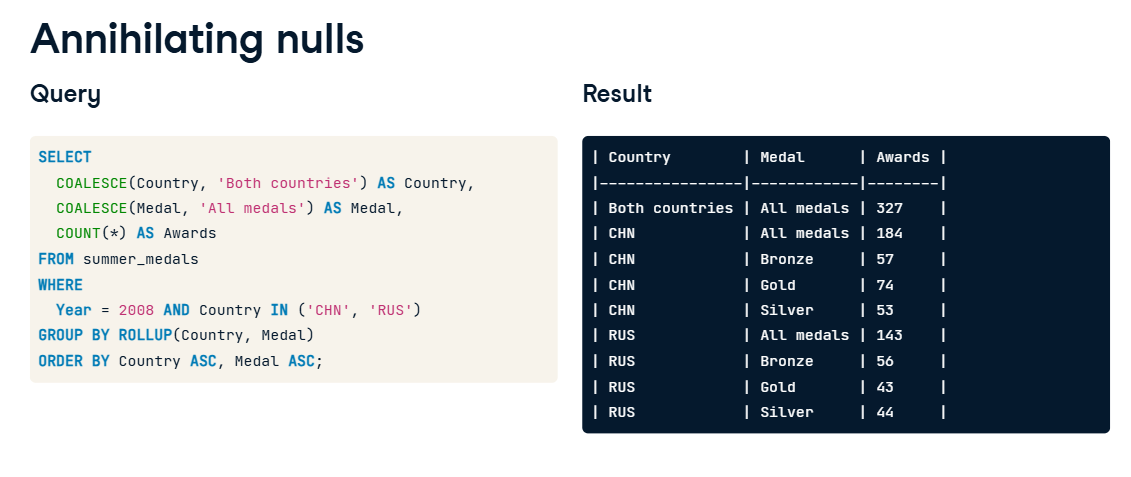 Annihilating nulls
Query
SELECT
  COALESCE(Country, 'Both countries') AS Country,
  COALESCE(Medal, 'All medals') AS Medal,
  COUNT(*) AS Awards
FROM summer_medals
WHERE
  Year = 2008 AND Country IN ('CHN', 'RUS')
GROUP BY ROLLUP(Country, Medal)
ORDER BY Country ASC, Medal ASC;
Result
| Country        | Medal      | Awards |
|----------------|------------|--------|
| Both countries | All medals | 327    |
| CHN            | All medals | 184    |
| CHN            | Bronze     | 57     |
| CHN            | Gold       | 74     |
| CHN            | Silver     | 53     |
| RUS            | All medals | 143    |
| RUS            | Bronze     | 56     |
| RUS            | Gold       | 43     |
| RUS            | Silver     | 44     |